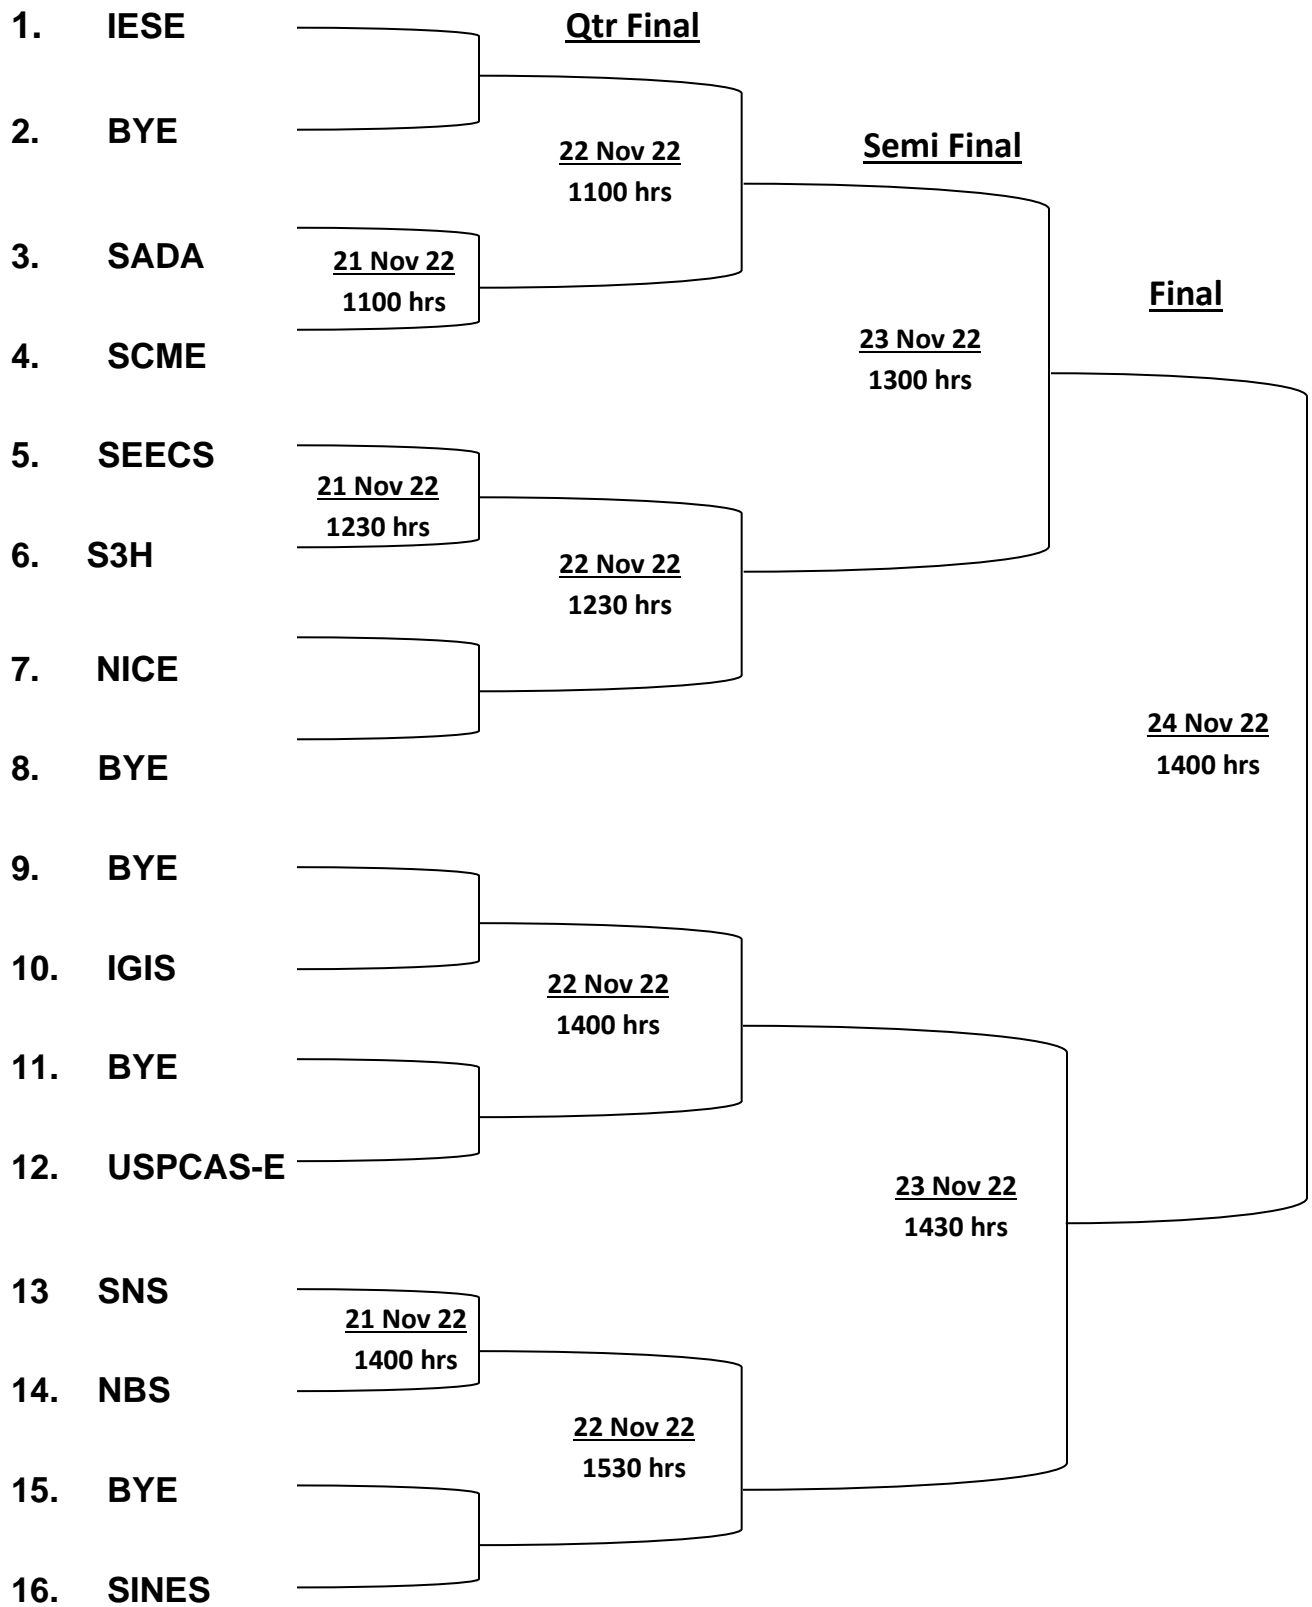 1. IESE
Qtr Final
2. BYE
22 Nov 22
1100 hrs
Semi Final
3. SADA
21 Nov 22
1100 hrs
Final
4. SCME
23 Nov 22
1300 hrs
5. SEECS
21 Nov 22
1230 hrs
6. S3H
22 Nov 22
1230 hrs
7. NICE
24 Nov 22
1400 hrs
8. BYE
9. BYE
10. IGIS
22 Nov 22
1400 hrs
11. BYE
12. USPCAS-E
23 Nov 22
1430 hrs
13 SNS
21 Nov 22
1400 hrs
14. NBS
22 Nov 22
1530 hrs
15. BYE
16. SINES